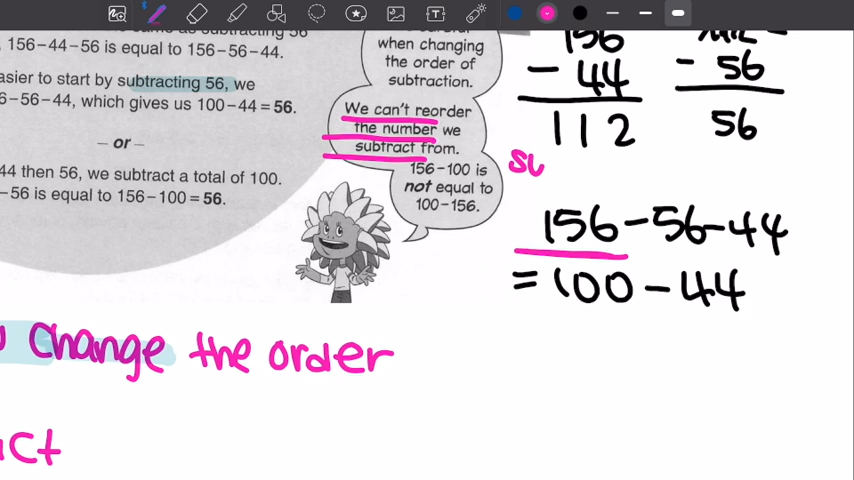 156−44−56 is equal to 156−56−44.
easier to start by subtracting 56, we
6−56−44, which gives us 100−44=56.
– or –
44 then 56, we subtract a total of 100.
−56 is equal to 156−100=56.
when changing
the order of
subtraction.
We can't reorder
the number we
subtract from.
156−100 is
not equal to
100−156.
156
− 44
112
− 56
56
su
156−56−44
=100−44
change the order
act